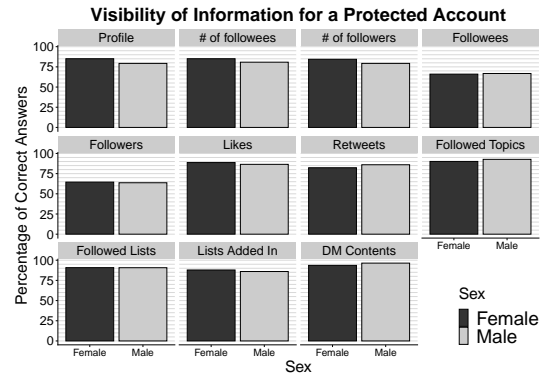 Visibility of Information for a Protected Account
Profile
# of followees
# of followers
Followees
100
75
50
25
0
Followers
Likes
Retweets
Followed Topics
100
75
50
25
0
Female Male
Followed Lists
Lists Added In
DM Contents
100
75
50
25
0
Female Male
Female Male
Female Male
Sex
Percentage of Correct Answers
Sex
Female
Male